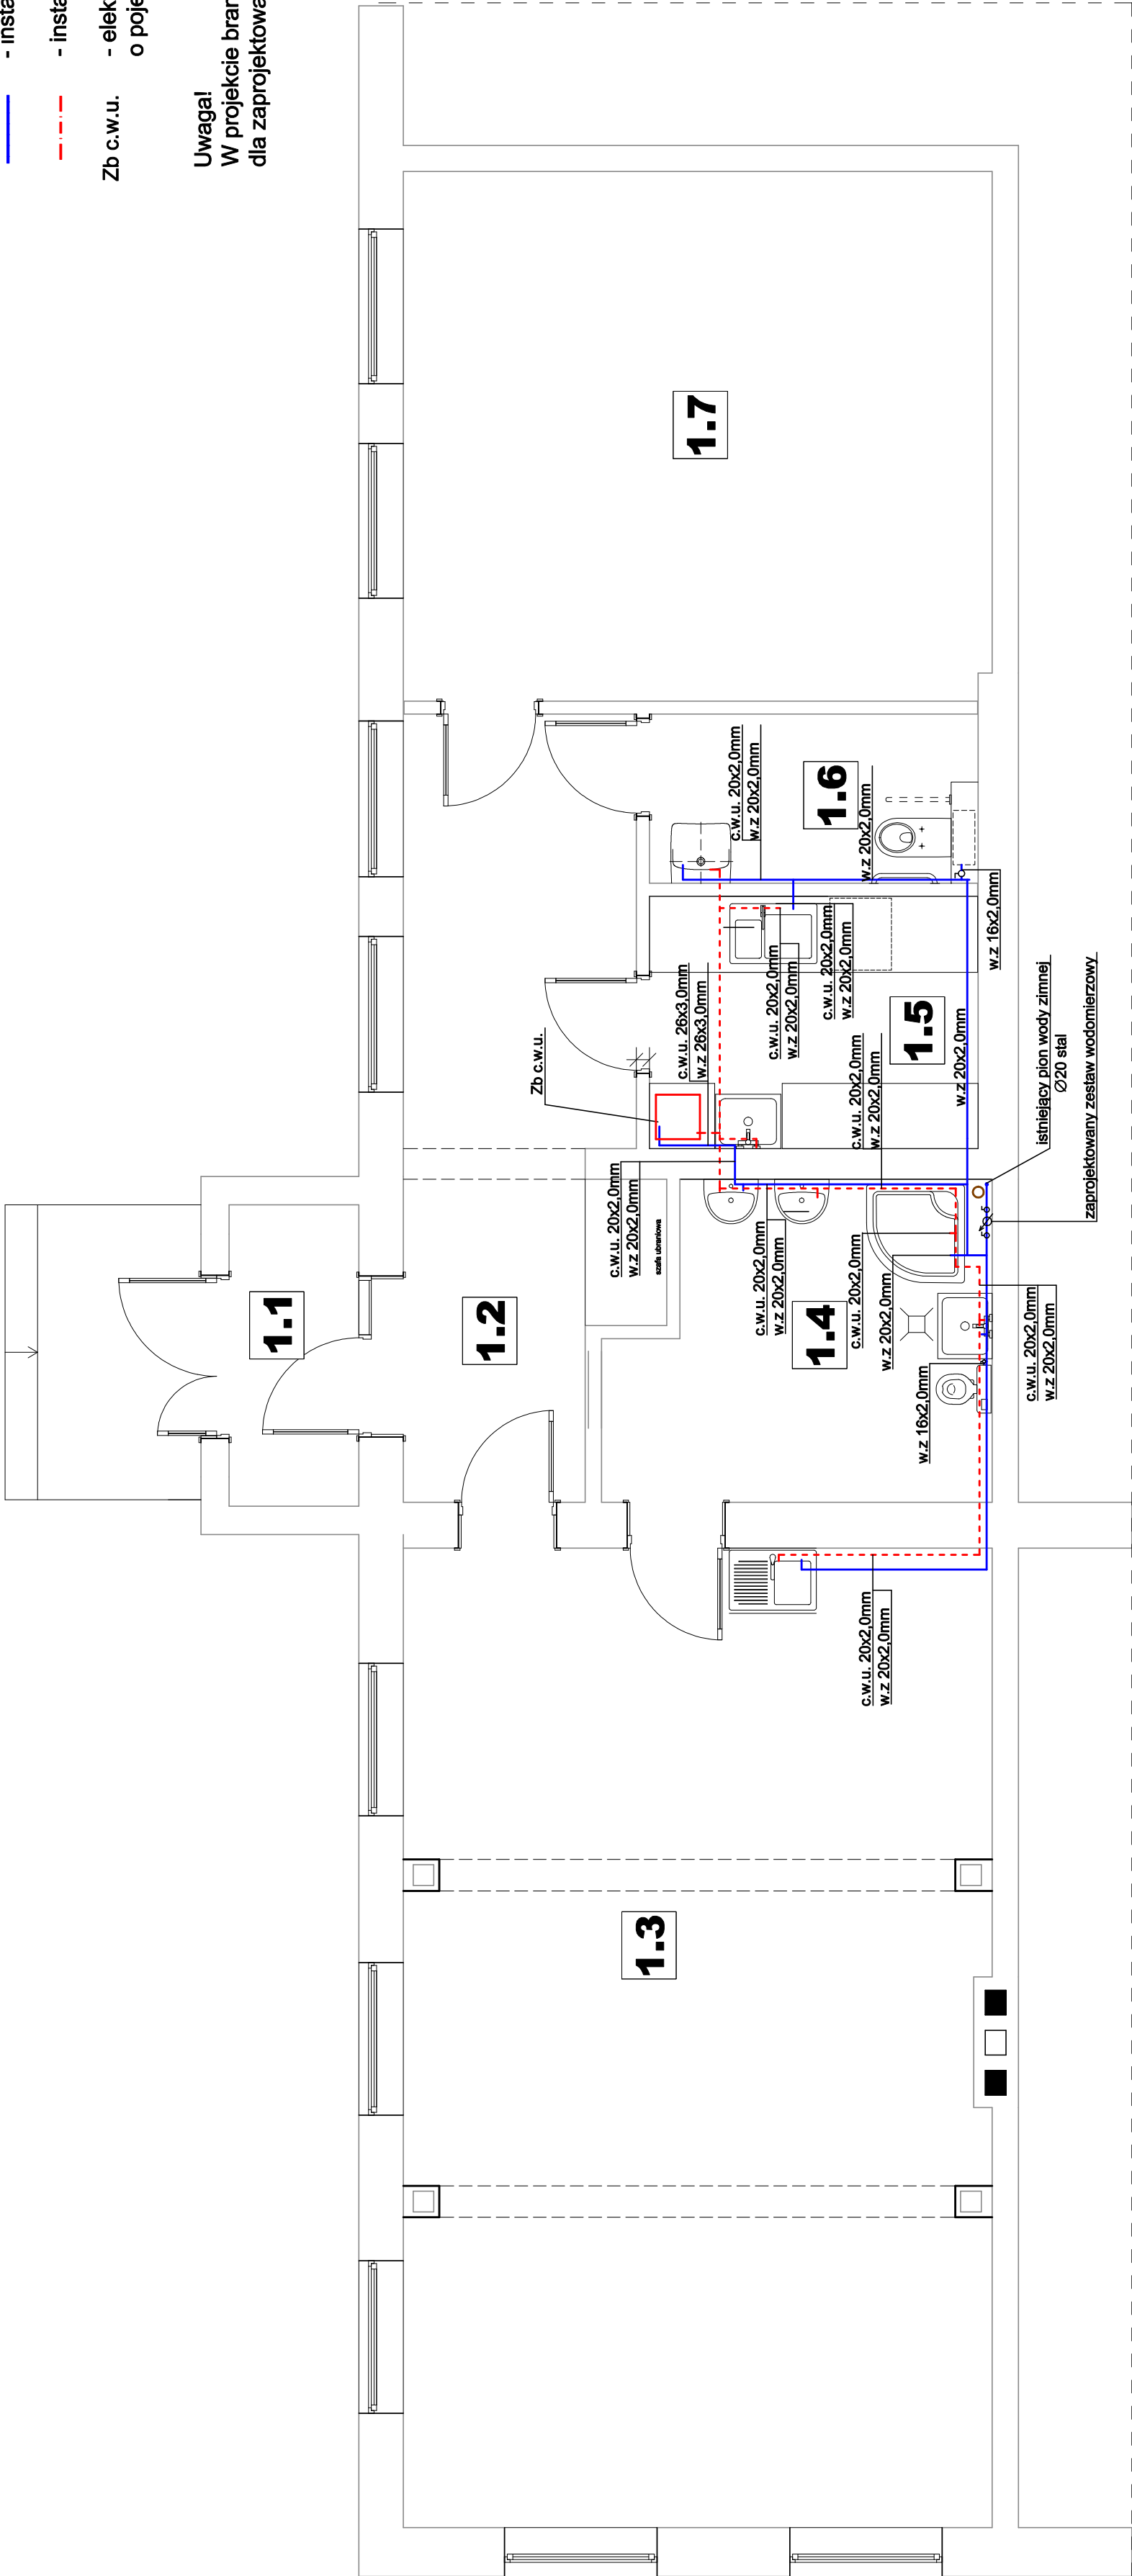 - insta
- insta
Zb c.w.u.
- elek
o poje
Uwaga!
W projekcie bran
dla zaprojektowa
1.1
1.2
1.3
1.4
1.5
1.6
1.7
Zb c.w.u.
c.w.u. 26x3,0mm
w.z 26x3,0mm
c.w.u. 20x2,0mm
w.z 20x2,0mm
w.z 20x2,0mm
w.z 16x2,0mm
c.w.u. 20x2,0mm
w.z 20x2,0mm
c.w.u. 20x2,0mm
w.z 20x2,0mm
c.w.u. 20x2,0mm
w.z 20x2,0mm
w.z 20x2,0mm
c.w.u. 20x2,0mm
w.z 20x2,0mm
szafa ubraniowa
c.w.u. 20x2,0mm
w.z 20x2,0mm
c.w.u. 20x2,0mm
w.z 20x2,0mm
w.z 16x2,0mm
c.w.u. 20x2,0mm
w.z 20x2,0mm
c.w.u. 20x2,0mm
w.z 20x2,0mm
istniejący pion wody zimnej
Ø20 stal
zaprojektowany zestaw wodomierzowy